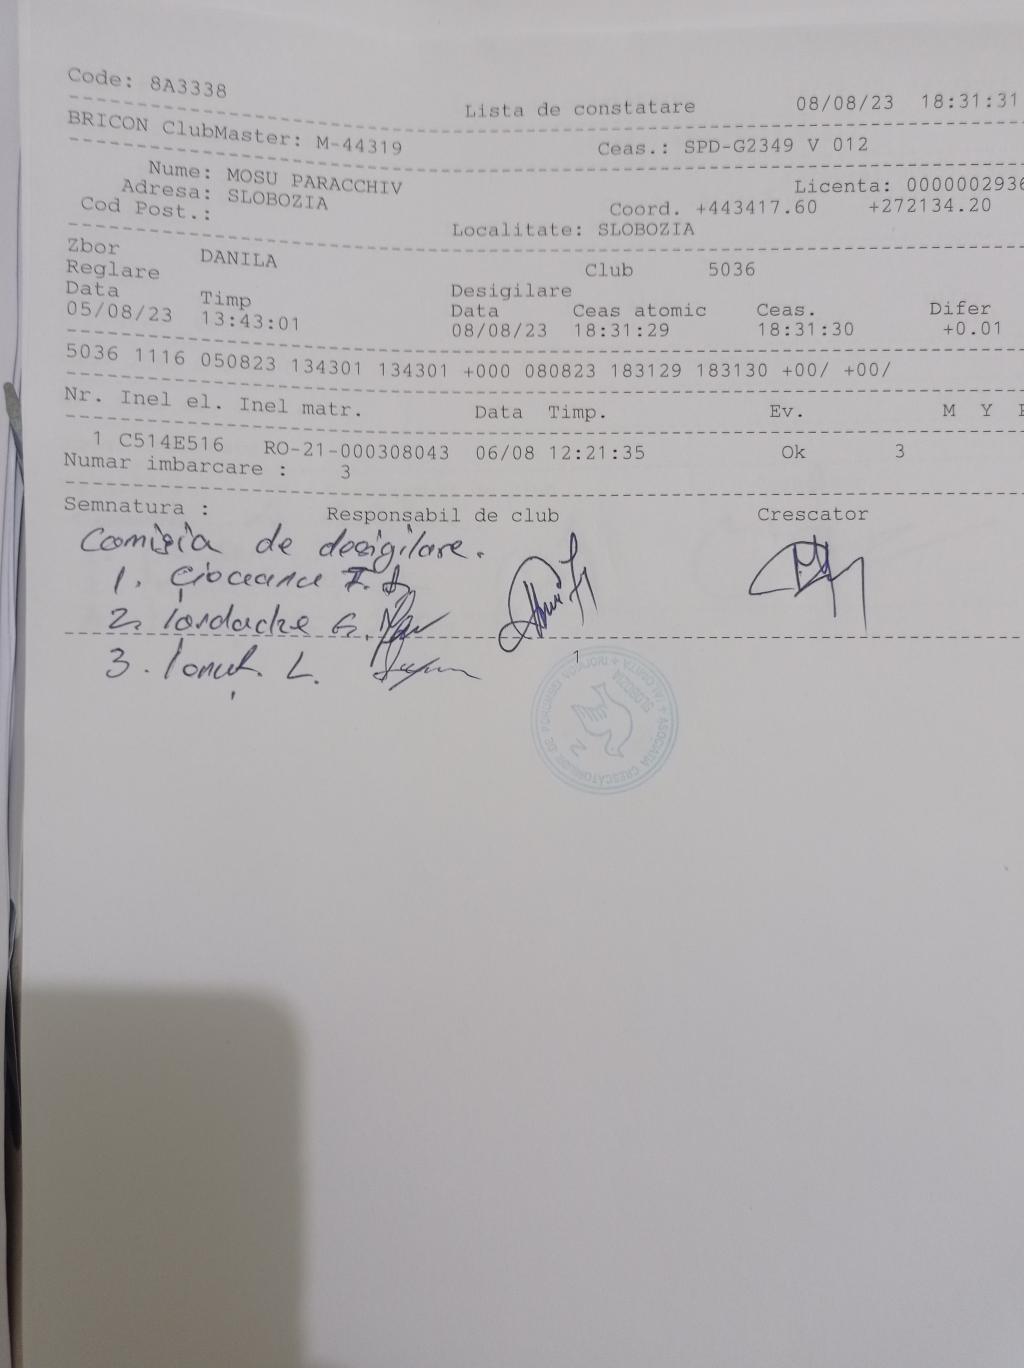 Code: 8A3338
Lista de constatare 08/08/23 18:31:31
BRICON ClubMaster: M-44319 Ceas.: SPD-G2349 V 012
Nume: MOSU PARACCHIV Licenta: 0000002936
Adresa: SLOBOZIA Coord. +443417.60 +272134.20
Cod Post.: Localitate: SLOBOZIA
Zbor DANILA Club 5036
Reglare Desigilare
Data Timp Data Ceas atomic Ceas. Difer
05/08/23 13:43:01 08/08/23 18:31:29 18:31:30 +0.01
5036 1116 050823 134301 134301 +000 080823 183129 183130 +00/ +00/
Nr. Inel el. Inel matr. Data Timp. Ev. M Y
1 C514E516 RO-21-000308043 06/08 12:21:35 Ok 3
Numar imbarcare : 3
Semnatura : Responsabil de club Crescator
Comisia de desigilare.
1.
2. Iordache G.
3. Ionuț. L.
1
SLOBOZIA